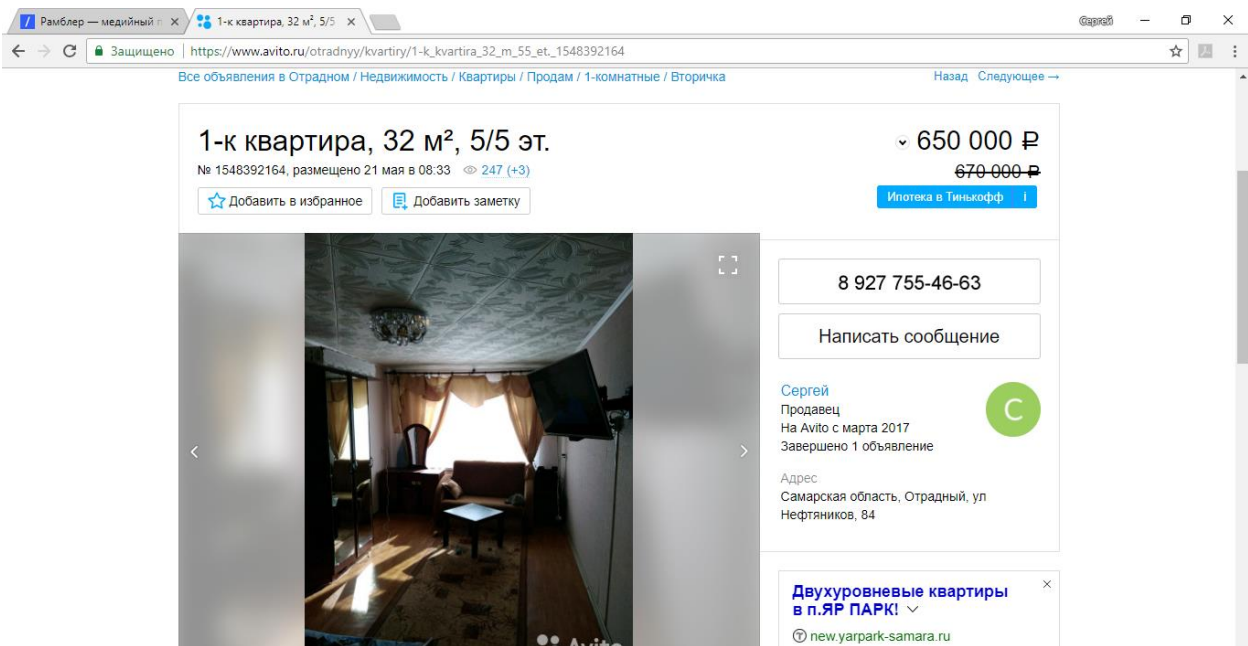 Рамблер — медийный п
1-к квартира, 32 м², 5/5
Сергей
Защищено https://www.avito.ru/otradnyy/kvartiry/1-k_kvartira_32_m_55_et._1548392164
Все объявления в Отрадном / Недвижимость / Квартиры / Продам / 1-комнатные / Вторичка
Назад Следующее →
1-к квартира, 32 м², 5/5 эт.
650 000 ₽
№ 1548392164, размещено 21 мая в 08:33 247 (+3)
670 000 ₽
Добавить в избранное
Добавить заметку
Ипотека в Тинькофф i
8 927 755-46-63
Написать сообщение
Сергей
С
Продавец
На Avito с марта 2017
Завершено 1 объявление
Адрес
Самарская область, Отрадный, ул
Нефтяников, 84
Двухуровневые квартиры
в п.ЯР ПАРК!
new.yarpark-samara.ru
Avito